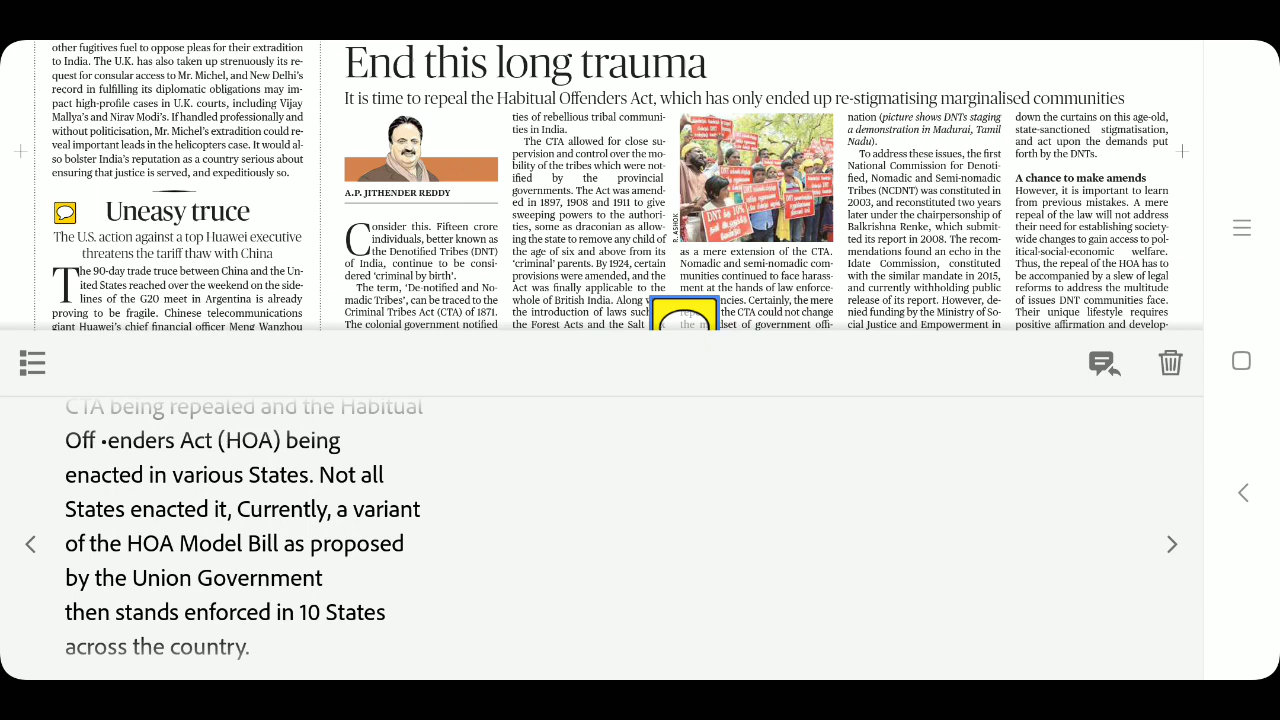 other fugitives fuel to oppose pleas for their extradition
to India. The U.K. has also taken up strenuously its re-
quest for consular access to Mr. Michel, and New Delhi's
record in fulfilling its diplomatic obligations may im-
pact high-profile cases in U.K. courts, including Vijay
Mallya's and Nirav Modi's. If handled professionally and
without politicisation, Mr. Michel's extradition could re-
veal important leads in the helicopters case. It would al-
so bolster India's reputation as a country serious about
ensuring that justice is served, and expeditiously so.
Uneasy truce
The U.S. action against a top Huawei executive
threatens the tariff thaw with China
The 90-day trade truce between China and the Un-
ited States reached over the weekend on the side-
lines of the G20 meet in Argentina is already
proving to be fragile. Chinese telecommunications
giant Huawei's chief financial officer Meng Wanzhou
End this long trauma
It is time to repeal the Habitual Offenders Act, which has only ended up re-stigmatising marginalised communities
A.P. JITHENDER REDDY
Consider this. Fifteen crore
individuals, better known as
the Denotified Tribes (DNT)
of India, continue to be consi-
dered 'criminal by birth'.
The term, 'De-notified and No-
madic Tribes', can be traced to the
Criminal Tribes Act (CTA) of 1871.
The colonial government notified
ties of rebellious tribal communi-
ties in India.
The CTA allowed for close su-
pervision and control over the mo-
bility of the tribes which were not-
ified by the provincial
governments. The Act was amend-
ed in 1897, 1908 and 1911 to give
sweeping powers to the authori-
ties, some as draconian as allow-
ing the state to remove any child of
the age of six and above from its
'criminal' parents. By 1924, certain
provisions were amended, and the
Act was finally applicable to the
whole of British India. Along
the introduction of laws such
the Forest Acts and the Salt
R. ASHOK
as a mere extension of the CTA.
Nomadic and semi-nomadic com-
munities continued to face harass-
ment at the hands of law enforce-
ncies. Certainly, the mere
the CTA could not change
the set of government offi-
nation (picture shows DNTs staging
a demonstration in Madurai, Tamil
Nadu).
To address these issues, the first
National Commission for Denoti-
fied, Nomadic and Semi-nomadic
Tribes (NCDNT) was constituted in
2003, and reconstituted two years
later under the chairpersonship of
Balkrishna Renke, which submit-
ted its report in 2008. The recom-
mendations found an echo in the
Idate Commission, constituted
with the similar mandate in 2015,
and currently withholding public
release of its report. However, de-
nied funding by the Ministry of So-
cial Justice and Empowerment in
down the curtains on this age-old,
state-sanctioned stigmatisation,
and act upon the demands put
forth by the DNTs.
A chance to make amends
However, it is important to learn
from previous mistakes. A mere
repeal of the law will not address
their need for establishing society-
wide changes to gain access to pol-
itical-social-economic welfare.
Thus, the repeal of the HOA has to
be accompanied by a slew of legal
reforms to address the multitude
of issues DNT communities face.
Their unique lifestyle requires
positive affirmation and develop-
CTA being repealed and the Habitual
Off •enders Act (HOA) being
enacted in various States. Not all
States enacted it, Currently, a variant
of the HOA Model Bill as proposed
by the Union Government
then stands enforced in 10 States
across the country.